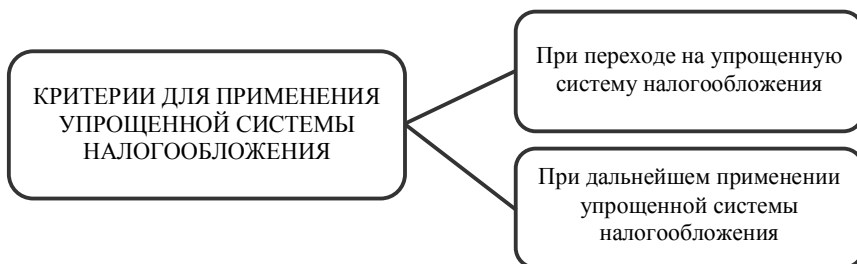 КРИТЕРИИ ДЛЯ ПРИМЕНЕНИЯ
УПРОЩЕННОЙ СИСТЕМЫ
НАЛОГООБЛОЖЕНИЯ
При переходе на упрощенную
систему налогообложения
При дальнейшем применении
упрощенной системы
налогообложения